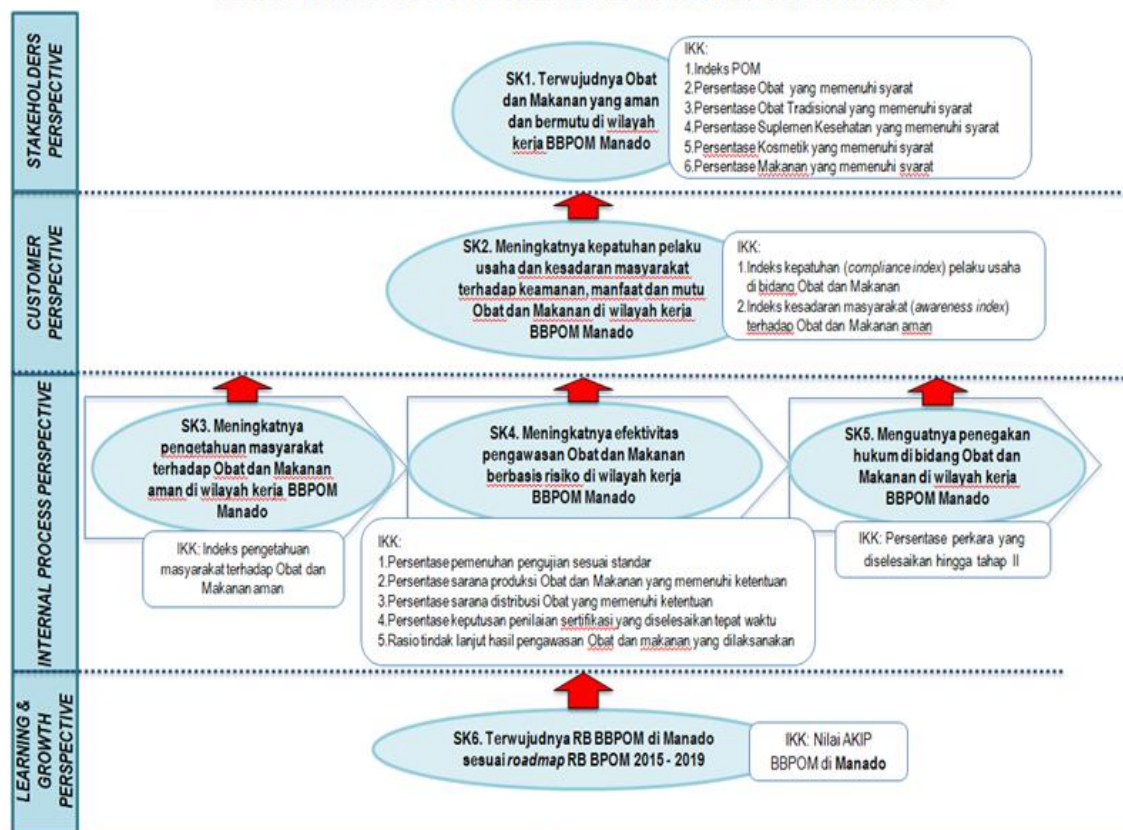 STAKEHOLDERS
PERSPECTIVE
SK1. Terwujudnya Obat
dan Makanan yang aman
dan bermutu di wilayah
kerja BBPOM Manado
IKK:
1.Indeks POM
2.Persentase Obat yang memenuhi syarat
3.Persentase Obat Tradisional yang memenuhi syarat
4.Persentase Suplemen Kesehatan yang memenuhi syarat
5.Persentase Kosmetik yang memenuhi syarat
6.Persentase Makanan yang memenuhi syarat
CUSTOMER
PERSPECTIVE
SK2. Meningkatnya kepatuhan pelaku
usaha dan kesadaran masyarakat
terhadap keamanan, manfaat dan mutu
Obat dan Makanan di wilayah kerja
BBPOM Manado
IKK:
1.Indeks kepatuhan (compliance index) pelaku usaha
di bidang Obat dan Makanan
2.Indeks kesadaran masyarakat (awareness index)
terhadap Obat dan Makanan aman
INTERNAL PROCESS PERSPECTIVE
SK3. Meningkatnya
pengetahuan masyarakat
terhadap Obat dan Makanan
aman di wilayah kerja BBPOM
Manado
IKK: Indeks pengetahuan
masyarakat terhadap Obat dan
Makanan aman
SK4. Meningkatnya efektivitas
pengawasan Obat dan Makanan
berbasis risiko di wilayah kerja
BBPOM Manado
IKK:
1.Persentase pemenuhan pengujian sesuai standar
2.Persentase sarana produksi Obat dan Makanan yang memenuhi ketentuan
3.Persentase sarana distribusi Obat yang memenuhi ketentuan
4.Persentase keputusan penilaian sertifikasi yang diselesaikan tepat waktu
5.Rasio tindak lanjut hasil pengawasan Obat dan makanan yang dilaksanakan
SK5. Menguatnya penegakan
hukum di bidang Obat dan
Makanan di wilayah kerja
BBPOM Manado
IKK: Persentase perkara yang
diselesaikan hingga tahap II
LEARNING &
GROWTH
PERSPECTIVE
SK6. Terwujudnya RB BBPOM di Manado
sesuai roadmap RB BPOM 2015 - 2019
IKK: Nilai AKIP
BBPOM di Manado